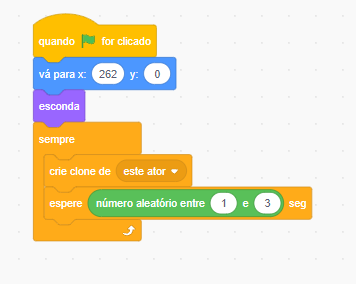 quando for clicado
vá para x: 262 y: 0
esconda
sempre
crie clone de este ator
espere número aleatório entre 1 e 3 seg